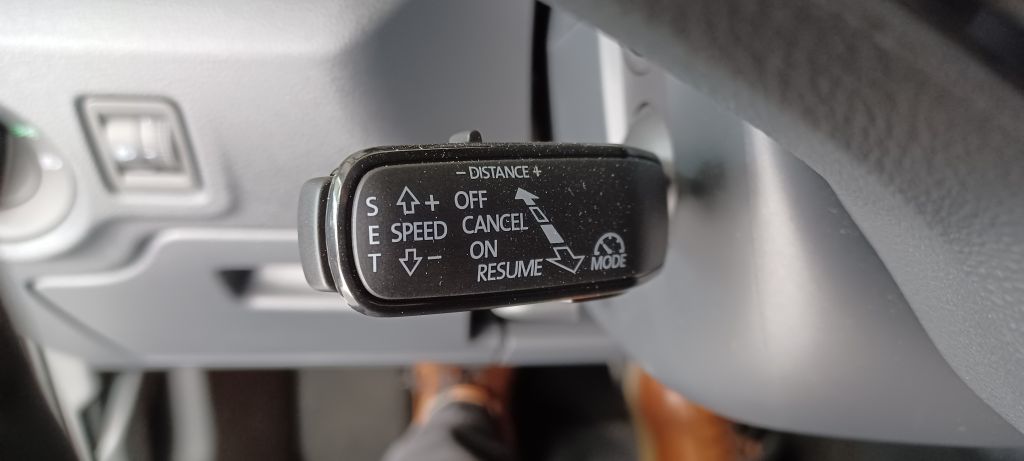 - DISTANCE +
S
E
T
+
SPEED
-
OFF
CANCEL
ON
RESUME
MODE